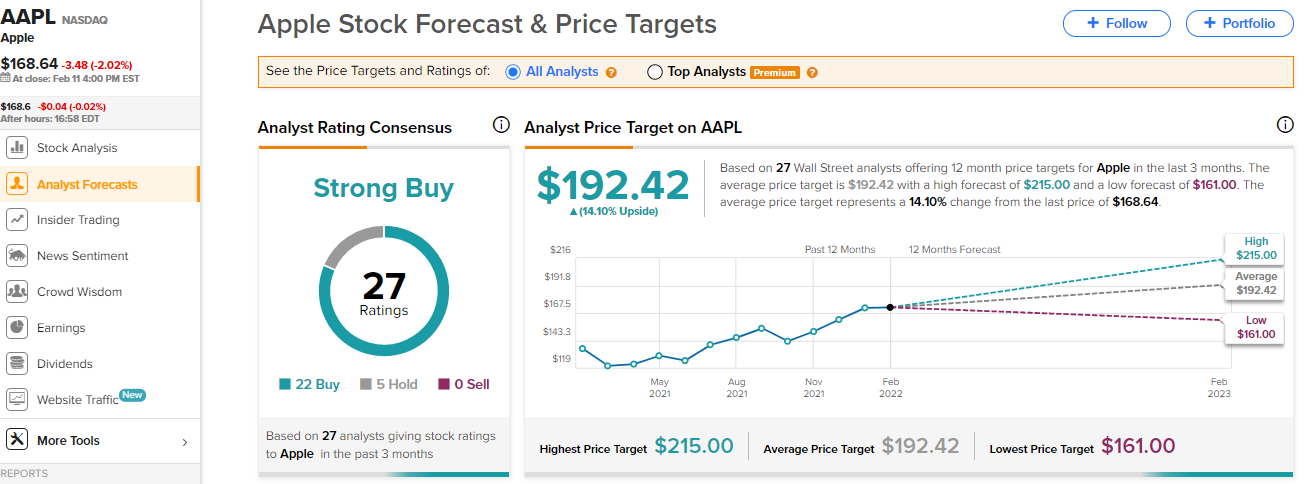 AAPL NASDAQ
Apple
$168.64 -3.48 (-2.02%)
At close: Feb 11 4:00 PM EST
$168.6 -$0.04 (-0.02%)
After hours: 16:58 EDT
Stock Analysis
Analyst Forecasts
Insider Trading
News Sentiment
Crowd Wisdom
Earnings
Dividends
Website Traffic New
More Tools
REPORTS
Apple Stock Forecast & Price Targets
+ Follow
+ Portfolio
See the Price Targets and Ratings of: All Analysts ? Top Analysts Premium ?
Analyst Rating Consensus
Strong Buy
27
Ratings
22 Buy 5 Hold 0 Sell
Based on 27 analysts giving stock ratings
to Apple in the past 3 months
Analyst Price Target on AAPL
$192.42
▲(14.10% Upside)
Based on 27 Wall Street analysts offering 12 month price targets for Apple in the last 3 months. The
average price target is $192.42 with a high forecast of $215.00 and a low forecast of $161.00. The
average price target represents a 14.10% change from the last price of $168.64.
Past 12 Months 12 Months Forecast
$216
$191.8
$167.5
$143.3
$119
High
$215.00
Average
$192.42
Low
$161.00
May
2021
Aug
2021
Nov
2021
Feb
2022
Feb
2023
Highest Price Target $215.00
Average Price Target $192.42
Lowest Price Target $161.00